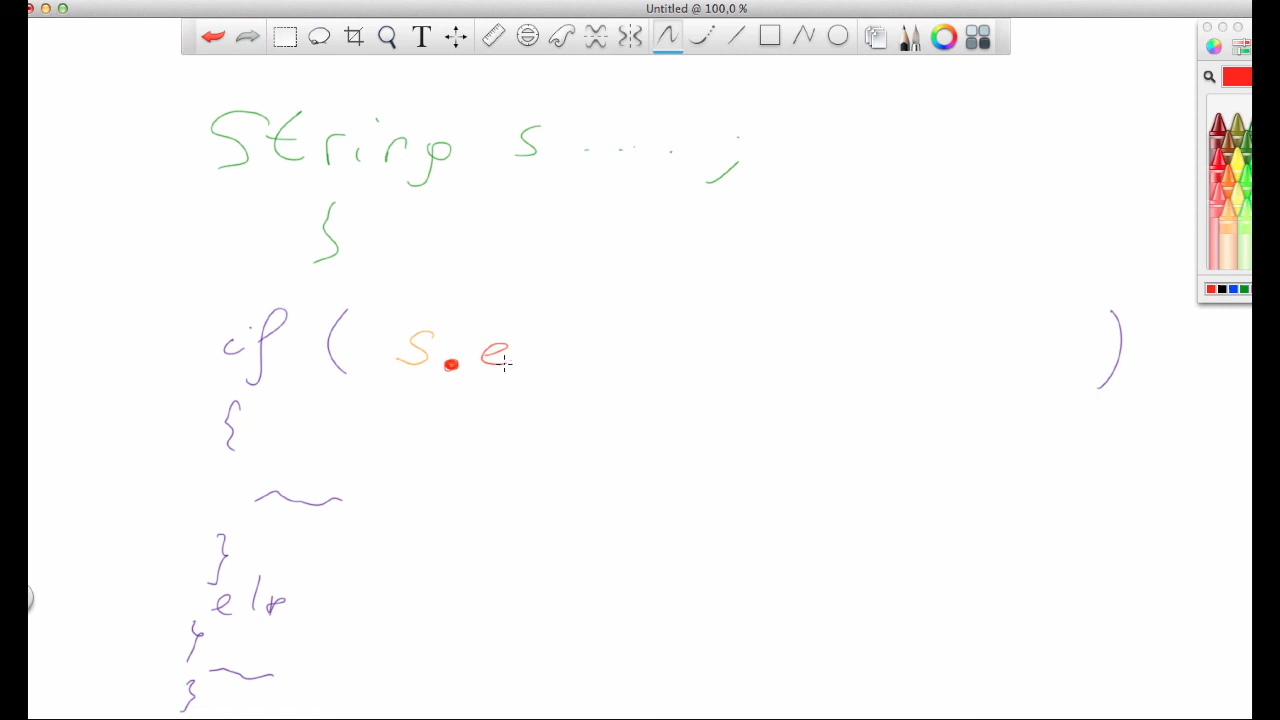 Untitled @ 100,0 %
T
String s ....;
}
if ( s.e )
{
}
else
{
}